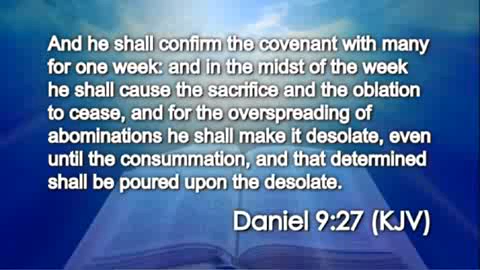 And he shall confirm the covenant with many
for one week: and in the midst of the week
he shall cause the sacrifice and the oblation
to cease, and for the overspreading of
abominations he shall make it desolate, even
until the consummation, and that determined
shall be poured upon the desolate.
Daniel 9:27 (KJV)